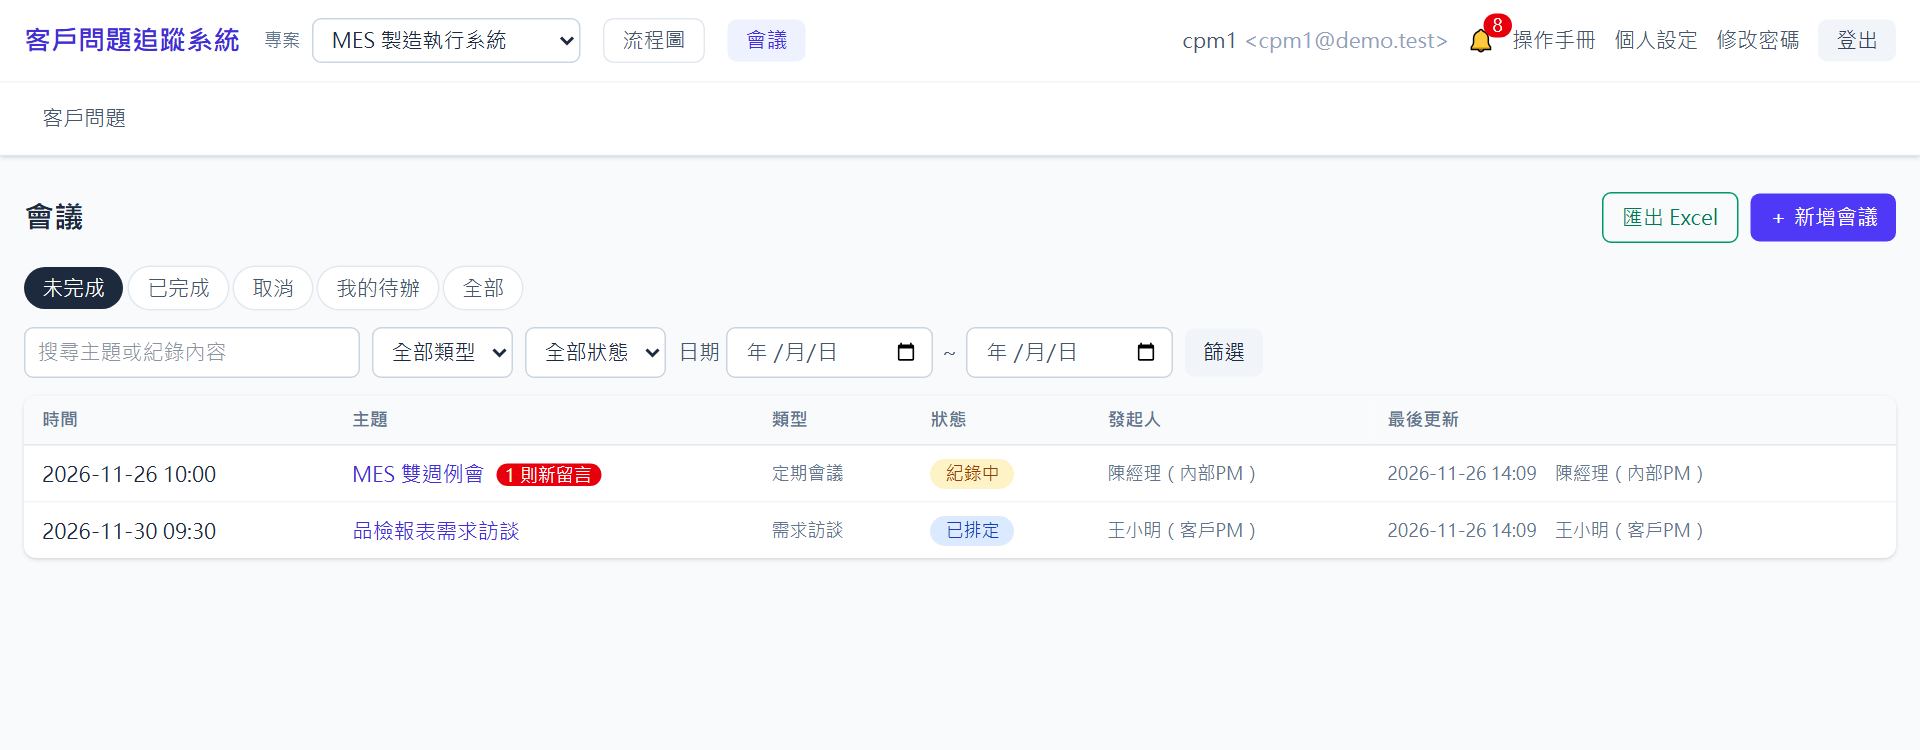 客戶問題追蹤系統 專案 MES 製造執行系統 流程圖 會議 cpm1 <cpm1@demo.test> 8 操作手冊 個人設定 修改密碼 登出
客戶問題
會議 匯出 Excel + 新增會議
未完成 已完成 取消 我的待辦 全部
搜尋主題或紀錄內容 全部類型 全部狀態 日期 年 /月/日 ~ 年 /月/日 篩選
時間 主題 類型 狀態 發起人 最後更新
2026-11-26 10:00 MES 雙週例會 1 則新留言 定期會議 紀錄中 陳經理（內部PM） 2026-11-26 14:09 陳經理（內部PM）
2026-11-30 09:30 品檢報表需求訪談 需求訪談 已排定 王小明（客戶PM） 2026-11-26 14:09 王小明（客戶PM）